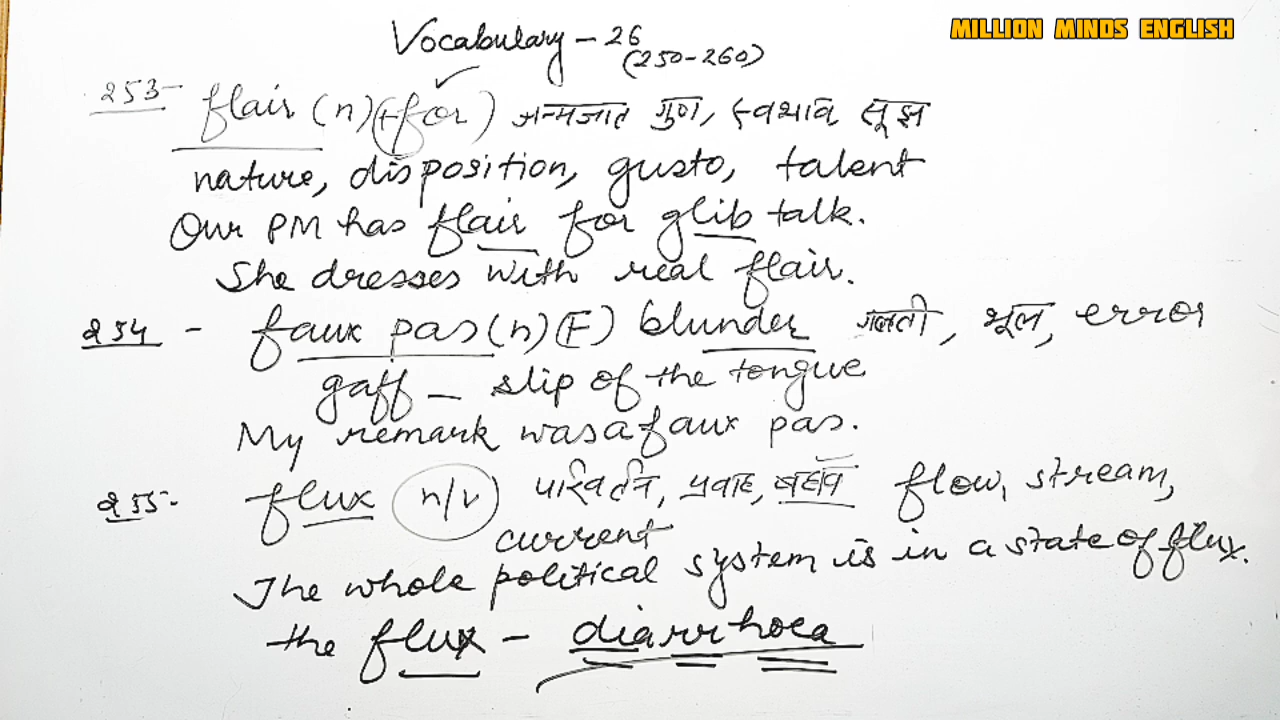 MILLION MINDS ENGLISH
Vocabulary - 26
(250-260)
253- flair (n)(+for) जन्मजात गुण, स्वभाव सूझ
nature, disposition, gusto, talent
Our PM has flair for glib talk.
She dresses with real flair.
254 - faux pas (n)(F) blunder गलती, भूल, error
gaff - slip of the tongue
My remark was a faux pas.
255- flux n/v परिवर्तन, प्रवाह, बहाव flow, stream,
current
The whole political system is in a state of flux.
the flux - diarrhoea